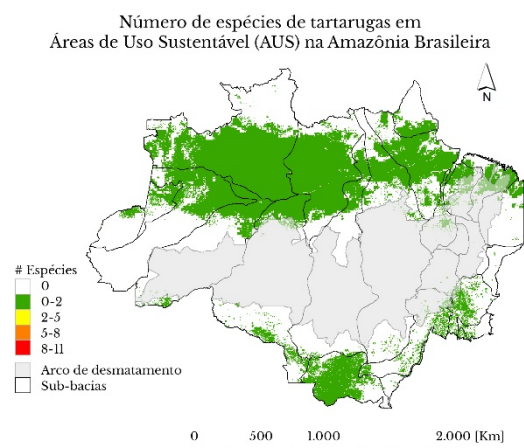 Número de espécies de tartarugas em
Áreas de Uso Sustentável (AUS) na Amazônia Brasileira
N
# Espécies
0
0-2
2-5
5-8
8-11
Arco de desmatamento
Sub-bacias
0 500 1.000 2.000 [Km]